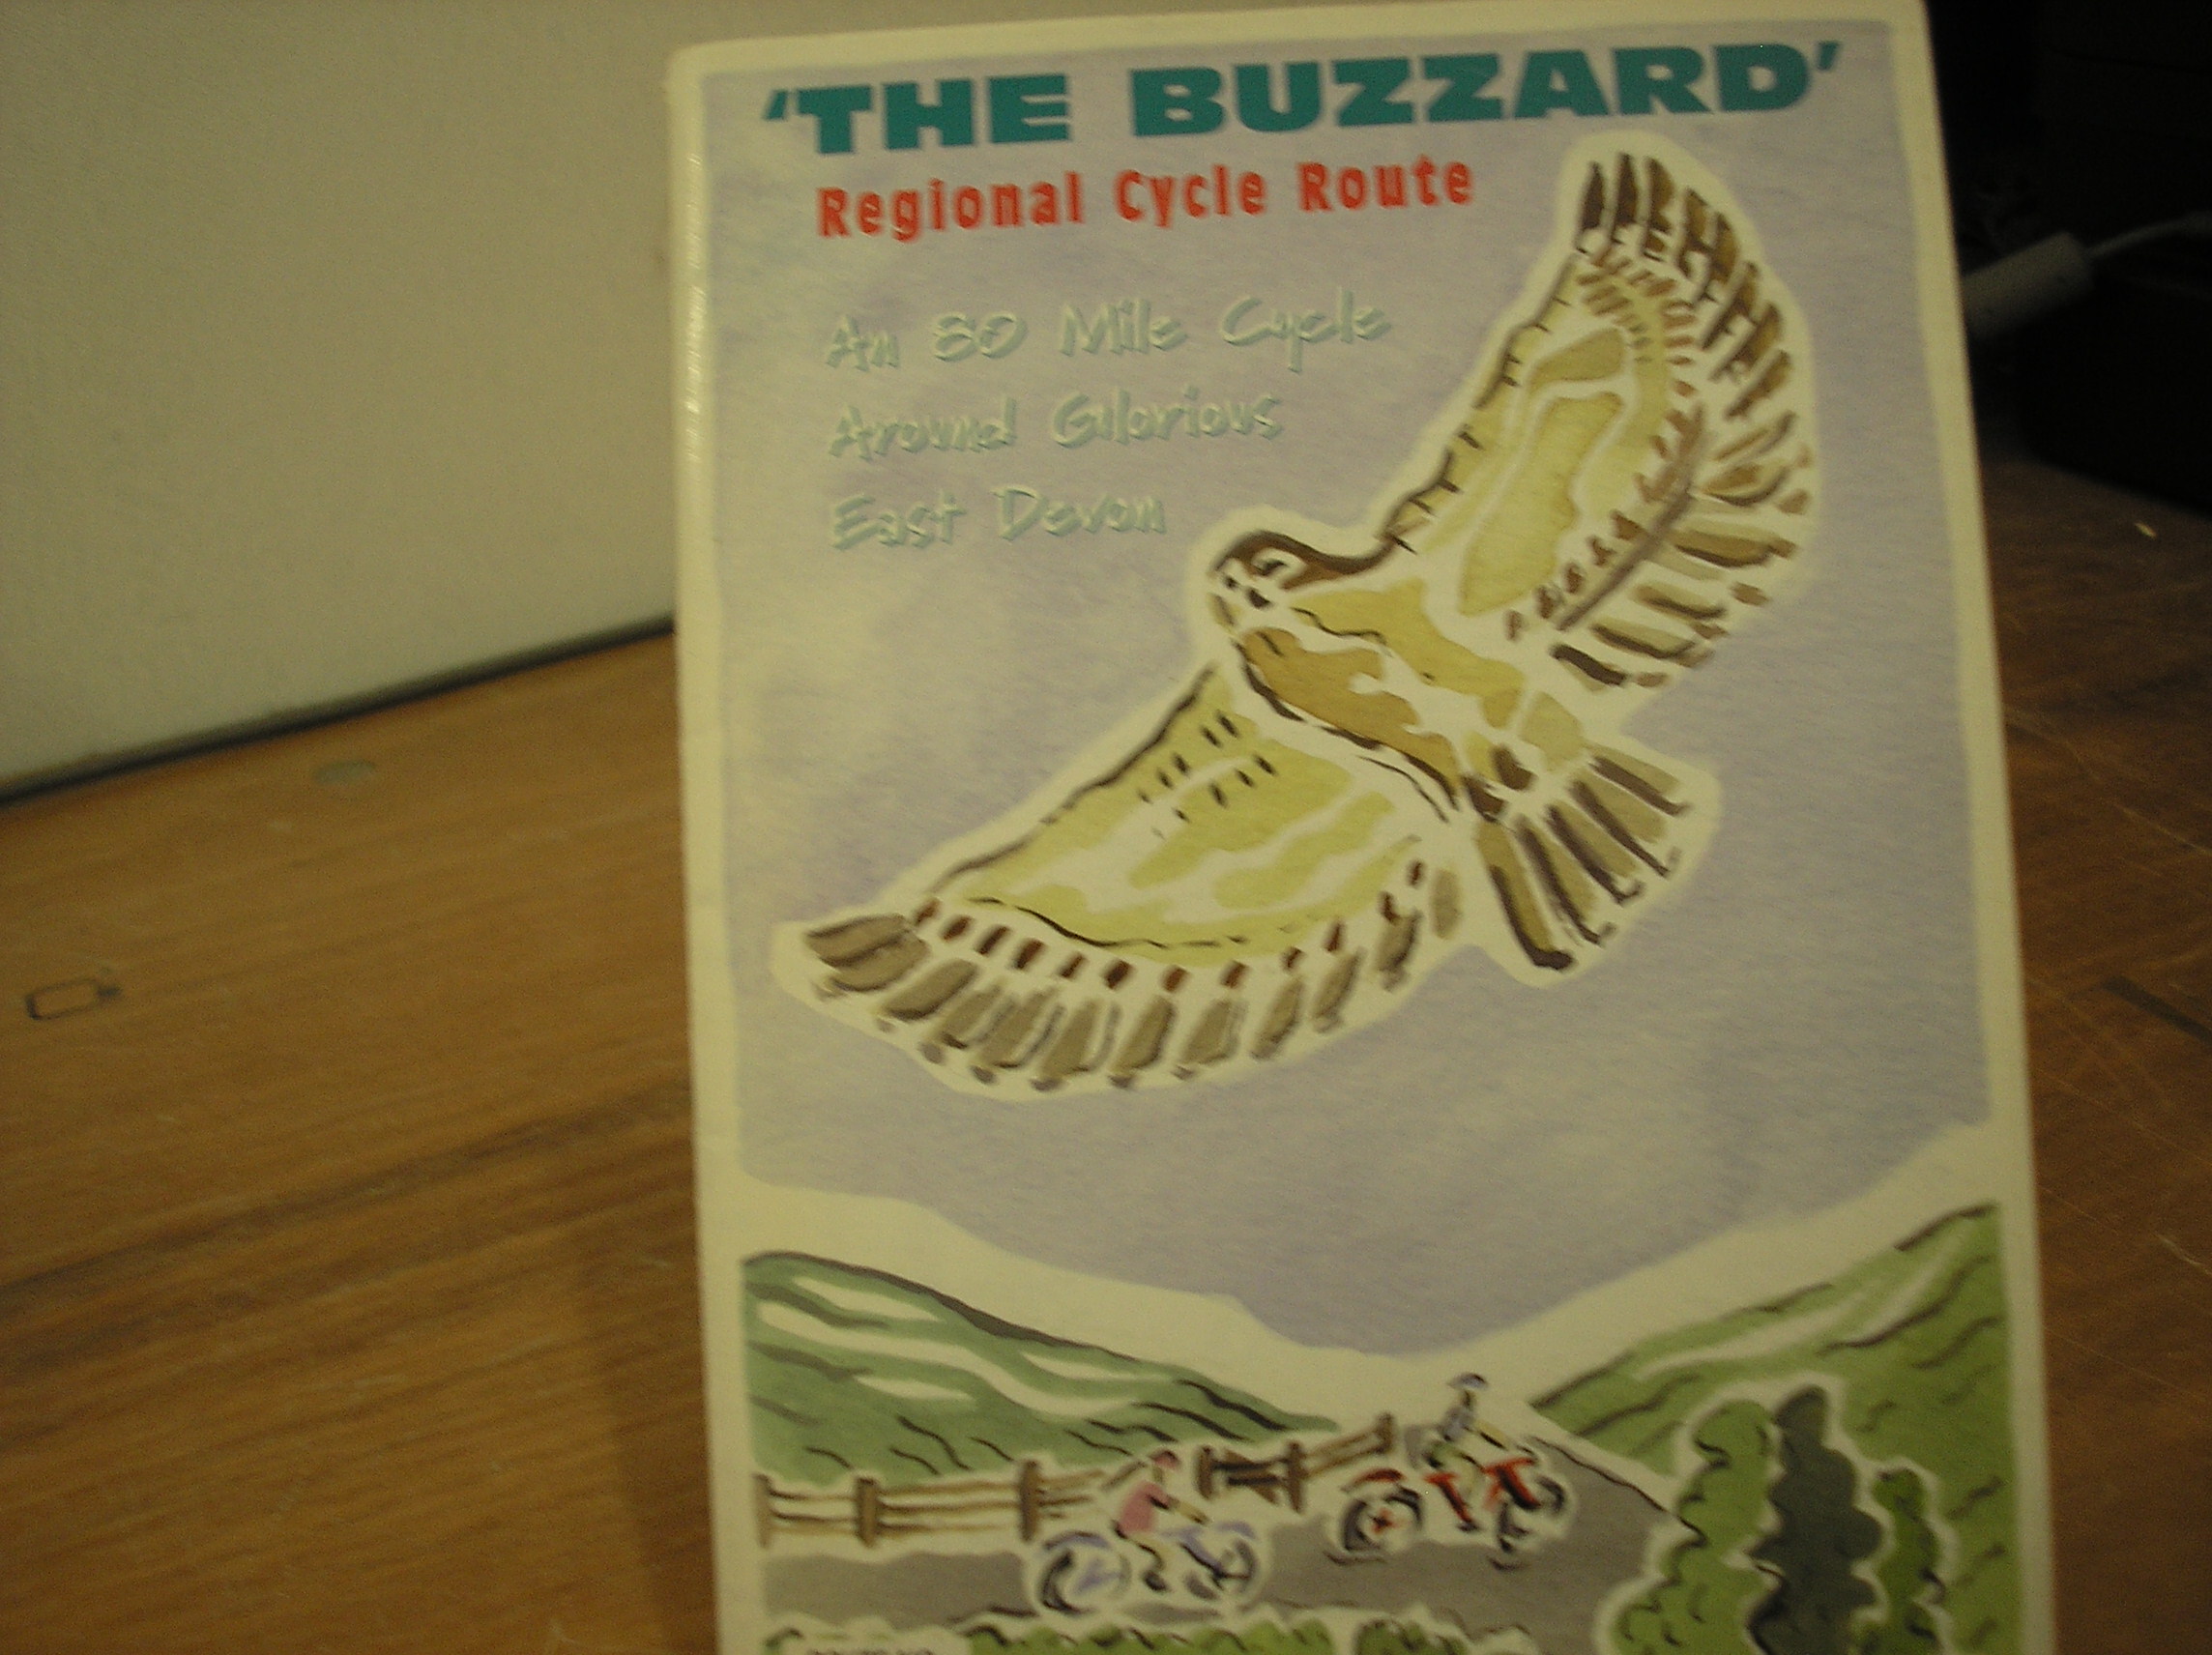 'THE BUZZARD'
Regional Cycle Route
An 80 Mile Cycle
Around Glorious
East Devon